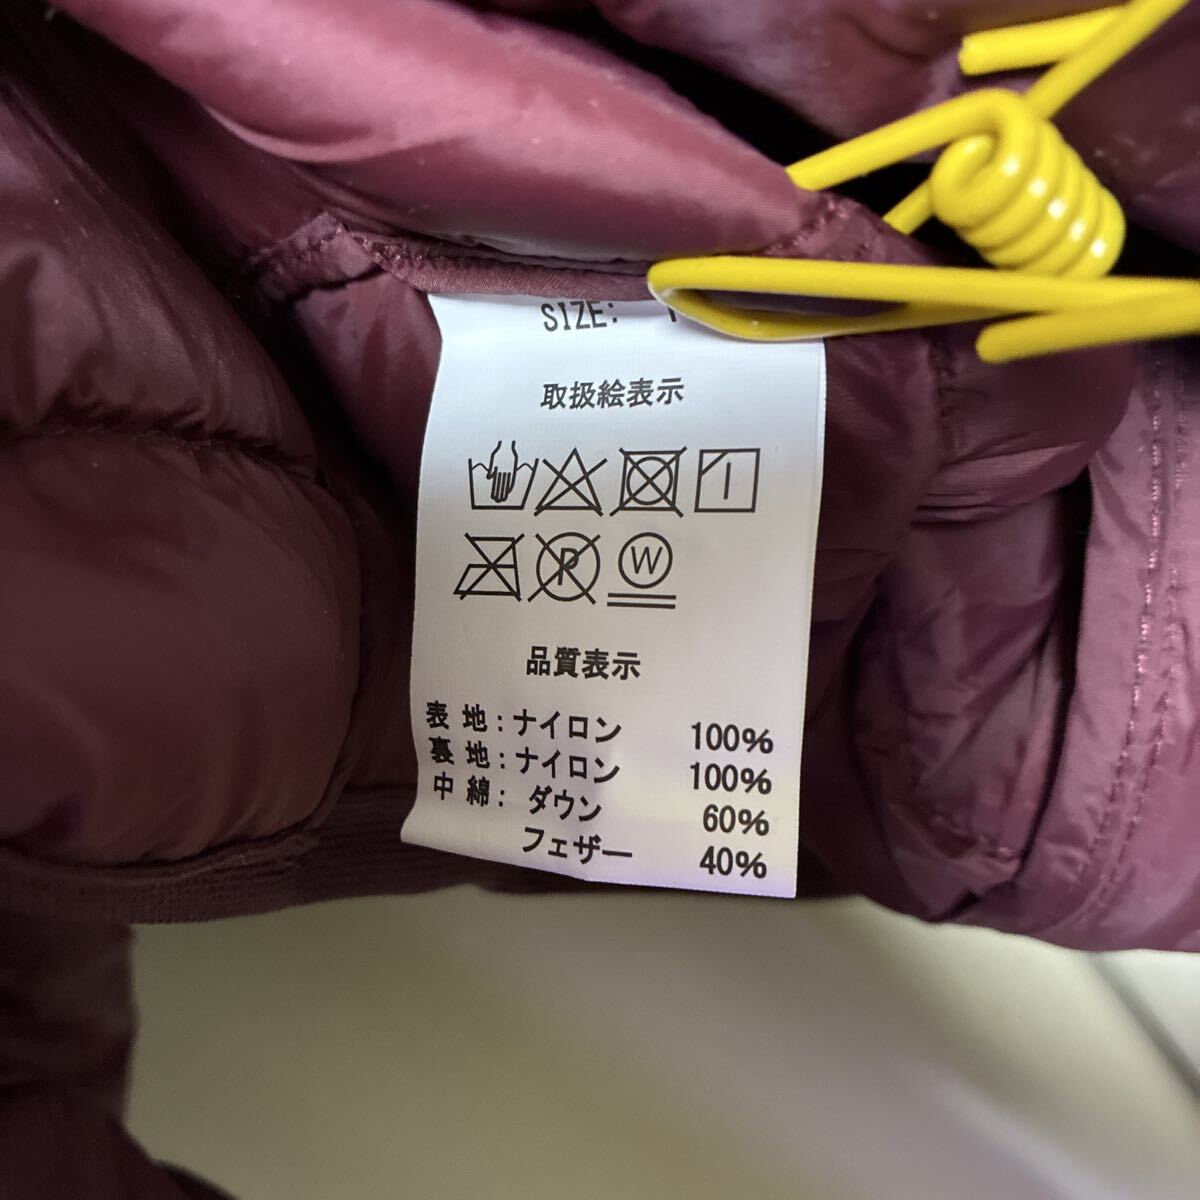 SIZE:
取扱絵表示
P W
品質表示
表 地 : ナイロン 100%
裏 地 : ナイロン 100%
中 綿 : ダウン 60%
フェザー 40%